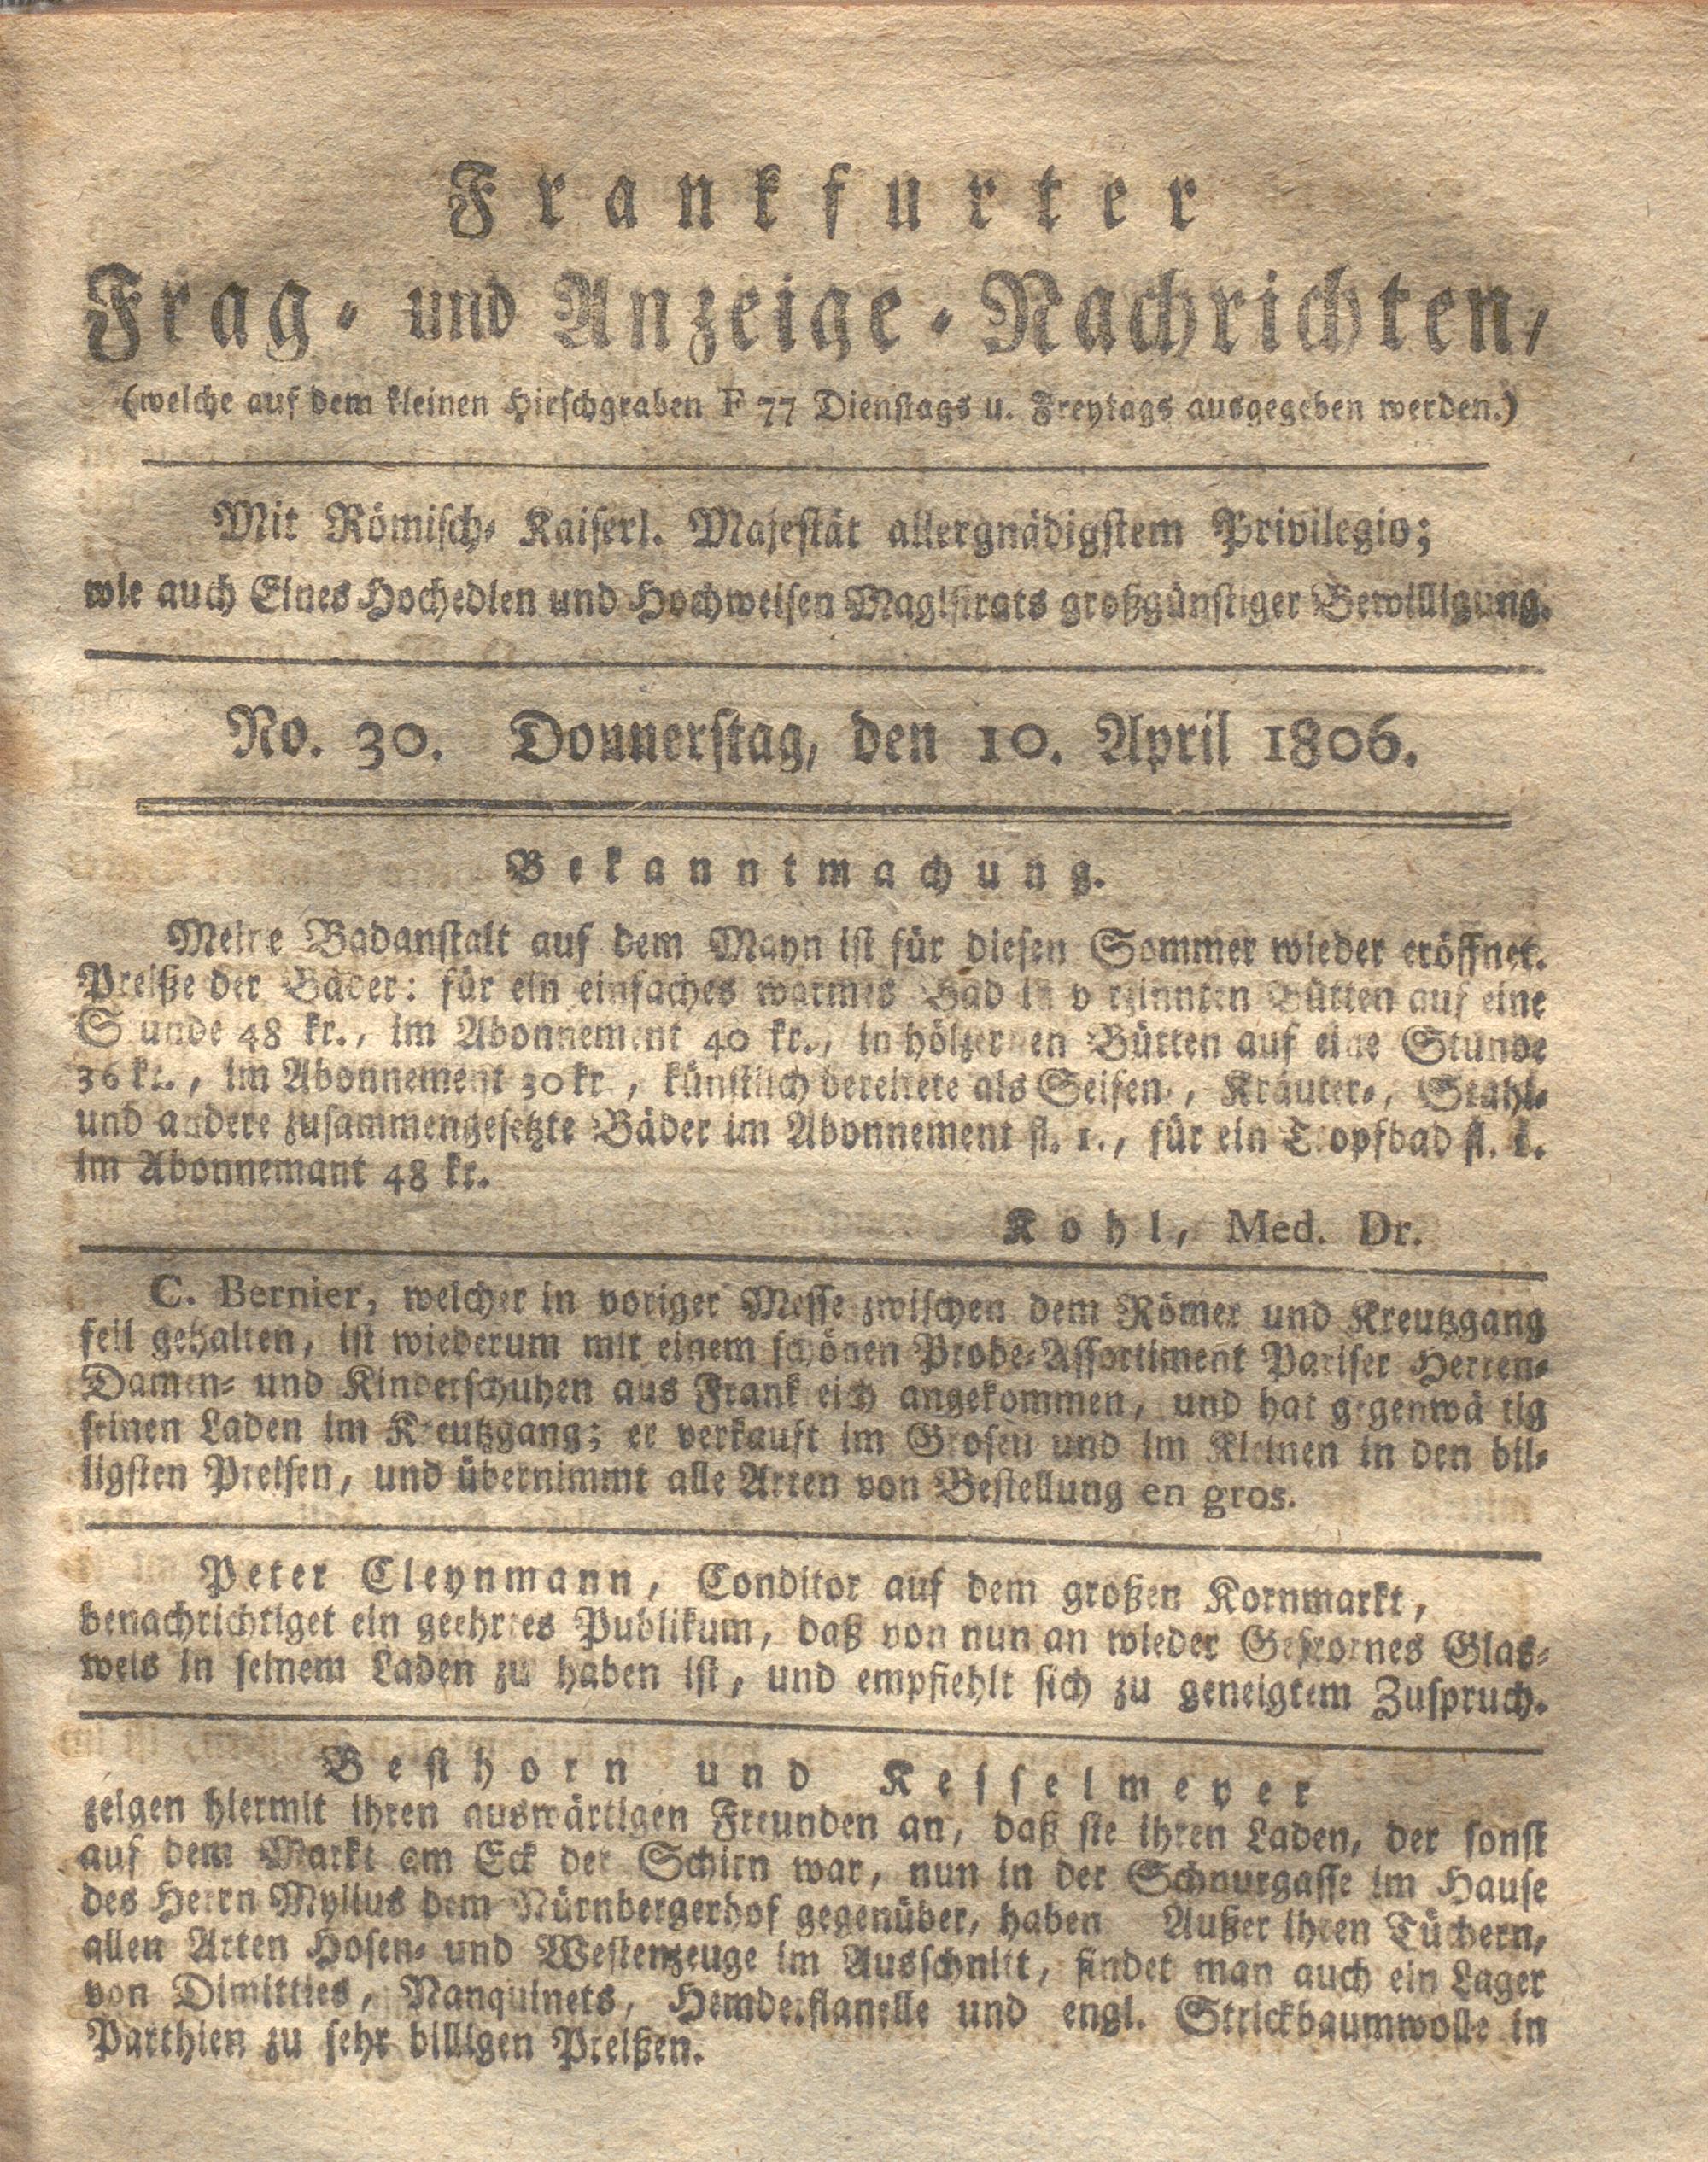 Frankfurter
Frag- und Anzeige-Nachrichten,
(welche auf dem kleinen Hirschgraben F 77 Dienstags u. Freytags ausgegeben werden.)
Mit Römisch- Kaiserl. Majestät allergnädigstem Privilegio;
wie auch Eines Hochedlen und Hochweisen Magistrats großgünstiger Bewilligung.
No. 30. Donnerstag, den 10. April 1806.
Bekanntmachung.
Meine Badanstalt auf dem Mayn ist für diesen Sommer wieder eröffnet.
Preiße der Bäder: für ein einfaches warmes Bad in verzinnten Bütten auf eine
Stunde 48 kr., im Abonnement 40 kr., in hölzernen Bütten auf eine Stunde
36 kr., im Abonnement 30 kr, künstlich bereitete als Seifen-, Kräuter-, Stahl-
und andere zusammengesetzte Bäder im Abonnement fl. 1., für ein Tropfbad fl. 1.
im Abonnemant 48 kr.
Kohl, Med. Dr.
C. Bernier, welcher in voriger Messe zwischen dem Römer und Kreutzgang
feil gehalten, ist wiederum mit einem schönen Probe-Assortiment Pariser Herren-
Damen- und Kinderschuhen aus Frankreich angekommen, und hat gegenwärtig
seinen Laden im Kreutzgang; er verkauft im Grosen und im Kleinen in den bil-
ligsten Preisen, und übernimmt alle Arten von Bestellung en gros.
Peter Cleynmann, Conditor auf dem großen Kornmarkt,
benachrichtiget ein geehrtes Publikum, daß von nun an wieder Gefrornes Glas-
weis in seinem Laden zu haben ist, und empfiehlt sich zu geneigtem Zuspruch.
Besthorn und Kesselmeyer
zeigen hiermit ihren auswärtigen Freunden an, daß sie ihren Laden, der sonst
auf dem Markt am Eck der Schirn war, nun in der Schnurgasse im Hause
des Herrn Mylius dem Nürnbergerhof gegenüber, haben Außer ihren Tüchern,
allen Arten Hosen- und Westenzeuge im Ausschnitt, findet man auch ein Lager
von Dimitties, Nanquinets, Hemderflanelle und engl. Strickbaumwolle in
Parthien zu sehr billigen Preißen.